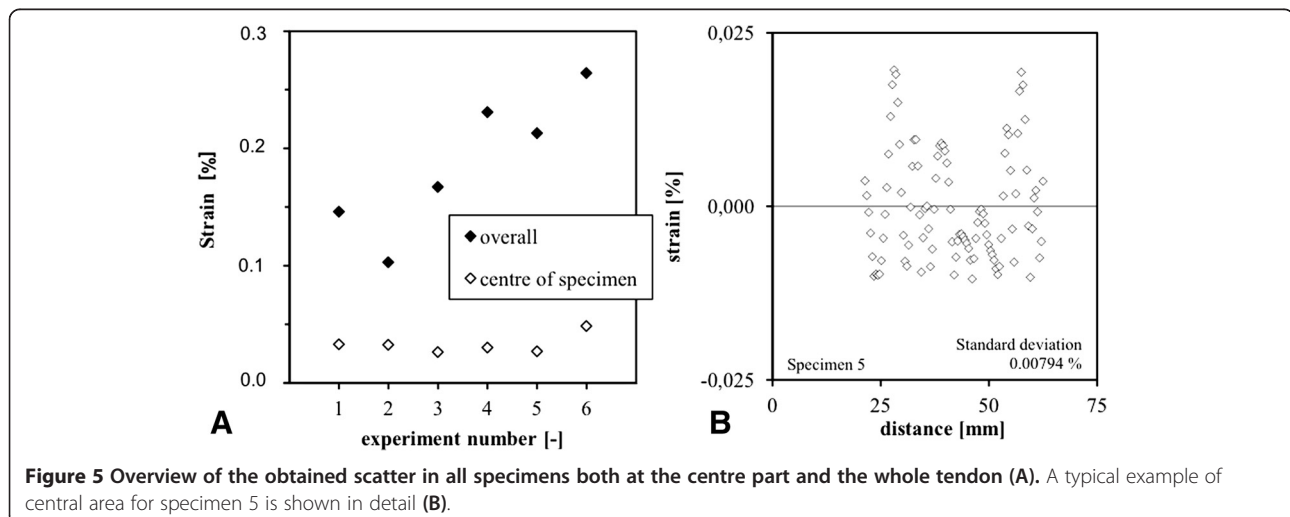 0.3
0.2
0.1
0.0
Strain [%]
overall
centre of specimen
1 2 3 4 5 6
experiment number [-]
A
0,025
0,000
-0,025
strain [%]
Specimen 5
Standard deviation
0.00794 %
0 25 50 75
distance [mm]
B
Figure 5 Overview of the obtained scatter in all specimens both at the centre part and the whole tendon (A). A typical example of
central area for specimen 5 is shown in detail (B).